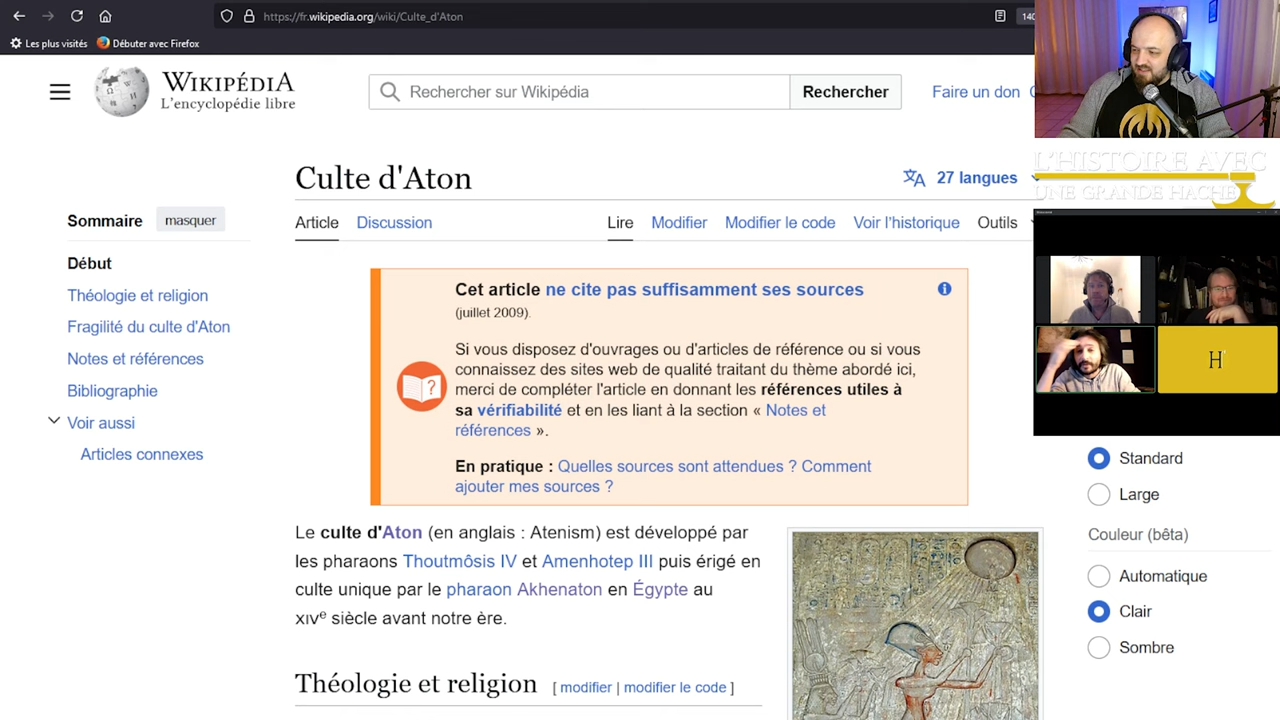 https://fr.wikipedia.org/wiki/Culte_d'Aton
140
Les plus visités
Débuter avec Firefox
WIKIPÉDIA
L'encyclopédie libre
Rechercher sur Wikipédia
Rechercher
Faire un don
L'HISTOIRE AVEC
UNE GRANDE HACHE
H
Culte d'Aton
27 langues
Sommaire
masquer
Début
Théologie et religion
Fragilité du culte d'Aton
Notes et références
Bibliographie
Voir aussi
Articles connexes
Article
Discussion
Lire
Modifier
Modifier le code
Voir l'historique
Outils
Cet article ne cite pas suffisamment ses sources
(juillet 2009).
Si vous disposez d'ouvrages ou d'articles de référence ou si vous
connaissez des sites web de qualité traitant du thème abordé ici,
merci de compléter l'article en donnant les références utiles à
sa vérifiabilité et en les liant à la section « Notes et
références ».
En pratique : Quelles sources sont attendues ? Comment
ajouter mes sources ?
Le culte d'Aton (en anglais : Atenism) est développé par
les pharaons Thoutmôsis IV et Amenhotep III puis érigé en
culte unique par le pharaon Akhenaton en Égypte au
XIVe siècle avant notre ère.
Théologie et religion [ modifier | modifier le code ]
Standard
Large
Couleur (bêta)
Automatique
Clair
Sombre